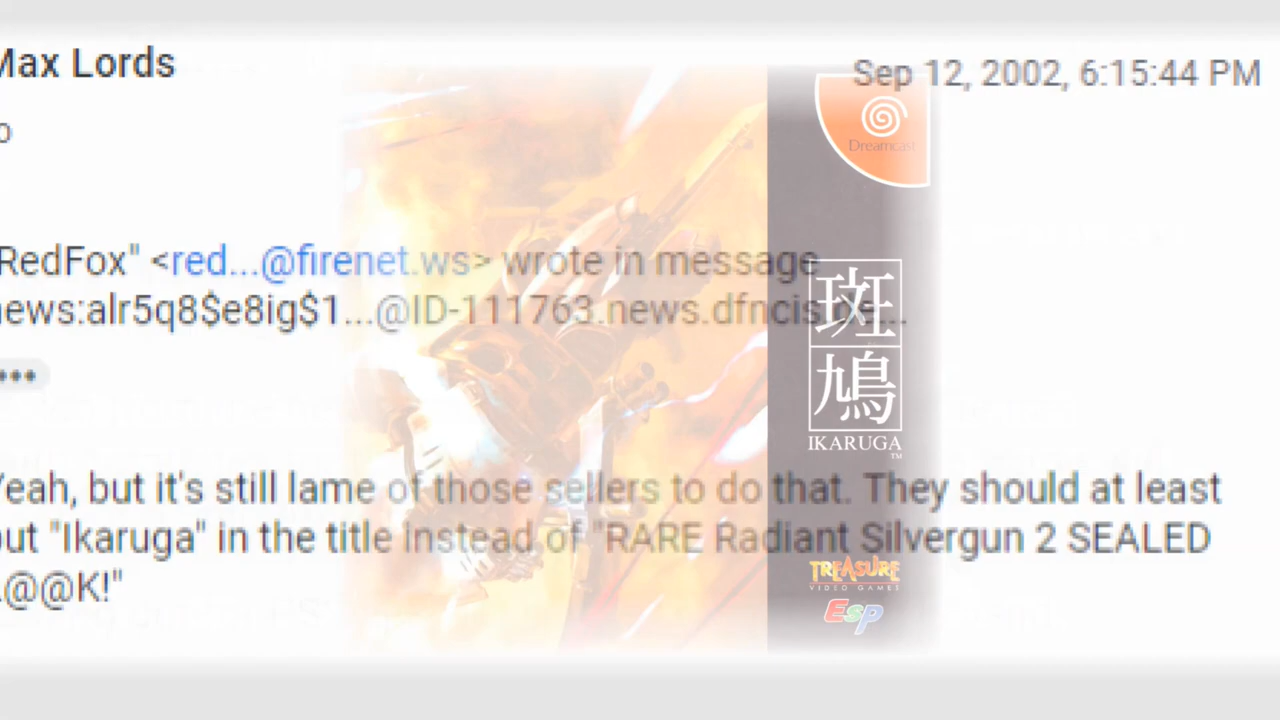 Max Lords
Sep 12, 2002, 6:15:44 PM
RedFox" <red...@firenet.ws> wrote in message
news:alr5q8$e8ig$1...@ID-111763.news.dfncis.de...
Yeah, but it's still lame of those sellers to do that. They should at least
put "Ikaruga" in the title instead of "RARE Radiant Silvergun 2 SEALED
L@@K!"
Dreamcast
斑
鳩
IKARUGA
TM
TREASURE
VIDEO GAMES
Esp